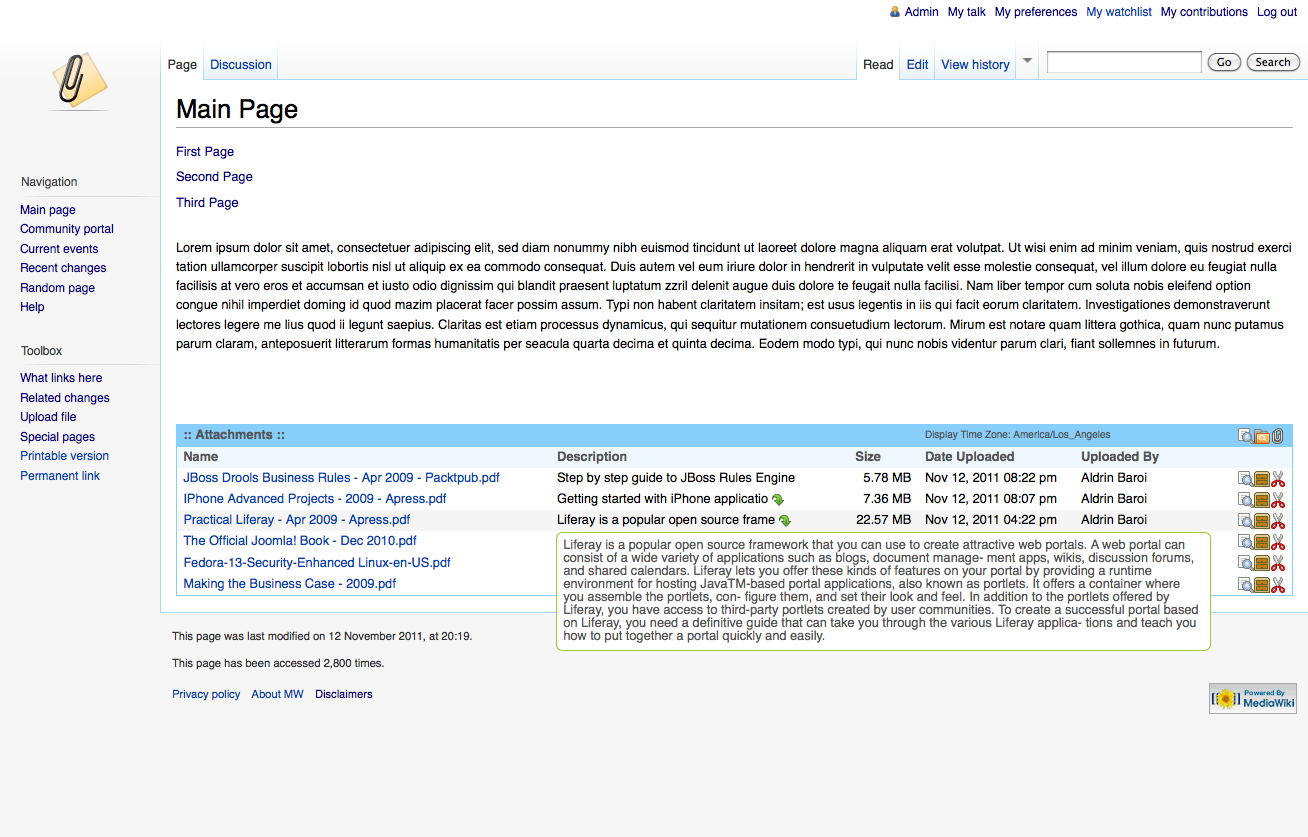 Admin My talk My preferences My watchlist My contributions Log out
Page Discussion Read Edit View history Go Search
Main Page
First Page
Second Page
Third Page
Navigation
Main page
Community portal
Current events
Recent changes
Random page
Help
Toolbox
What links here
Related changes
Upload file
Special pages
Printable version
Permanent link
Lorem ipsum dolor sit amet, consectetuer adipiscing elit, sed diam nonummy nibh euismod tincidunt ut laoreet dolore magna aliquam erat volutpat. Ut wisi enim ad minim veniam, quis nostrud exerci
tation ullamcorper suscipit lobortis nisl ut aliquip ex ea commodo consequat. Duis autem vel eum iriure dolor in hendrerit in vulputate velit esse molestie consequat, vel illum dolore eu feugiat nulla
facilisis at vero eros et accumsan et iusto odio dignissim qui blandit praesent luptatum zzril delenit augue duis dolore te feugait nulla facilisi. Nam liber tempor cum soluta nobis eleifend option
congue nihil imperdiet doming id quod mazim placerat facer possim assum. Typi non habent claritatem insitam; est usus legentis in iis qui facit eorum claritatem. Investigationes demonstraverunt
lectores legere me lius quod ii legunt saepius. Claritas est etiam processus dynamicus, qui sequitur mutationem consuetudium lectorum. Mirum est notare quam littera gothica, quam nunc putamus
parum claram, anteposuerit litterarum formas humanitatis per seacula quarta decima et quinta decima. Eodem modo typi, qui nunc nobis videntur parum clari, fiant sollemnes in futurum.
:: Attachments :: Display Time Zone: America/Los_Angeles
Name Description Size Date Uploaded Uploaded By
JBoss Drools Business Rules - Apr 2009 - Packtpub.pdf Step by step guide to JBoss Rules Engine 5.78 MB Nov 12, 2011 08:22 pm Aldrin Baroi
IPhone Advanced Projects - 2009 - Apress.pdf Getting started with iPhone applicatio 7.36 MB Nov 12, 2011 08:07 pm Aldrin Baroi
Practical Liferay - Apr 2009 - Apress.pdf Liferay is a popular open source frame 22.57 MB Nov 12, 2011 04:22 pm Aldrin Baroi
The Official Joomla! Book - Dec 2010.pdf
Fedora-13-Security-Enhanced Linux-en-US.pdf
Making the Business Case - 2009.pdf
Liferay is a popular open source framework that you can use to create attractive web portals. A web portal can
consist of a wide variety of applications such as blogs, document manage- ment apps, wikis, discussion forums,
and shared calendars. Liferay lets you offer these kinds of features on your portal by providing a runtime
environment for hosting JavaTM-based portal applications, also known as portlets. It offers a container where
you assemble the portlets, con- figure them, and set their look and feel. In addition to the portlets offered by
Liferay, you have access to third-party portlets created by user communities. To create a successful portal based
on Liferay, you need a definitive guide that can take you through the various Liferay applica- tions and teach you
how to put together a portal quickly and easily.
This page was last modified on 12 November 2011, at 20:19.
This page has been accessed 2,800 times.
Privacy policy About MW Disclaimers
Powered By
MediaWiki